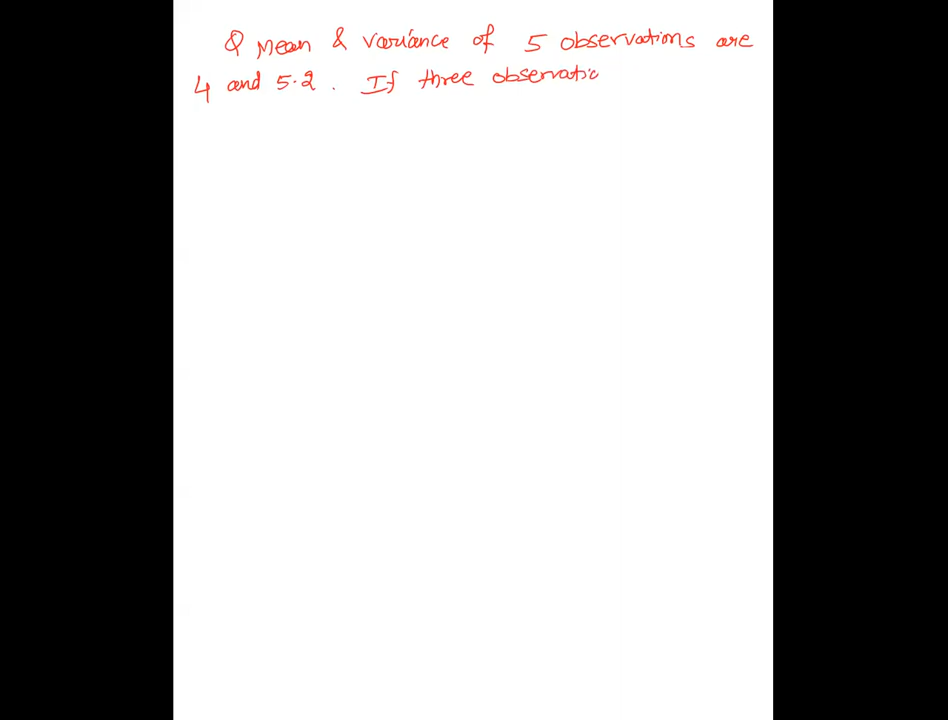 Q Mean & variance of 5 observations are
4 and 5.2. If three observatio